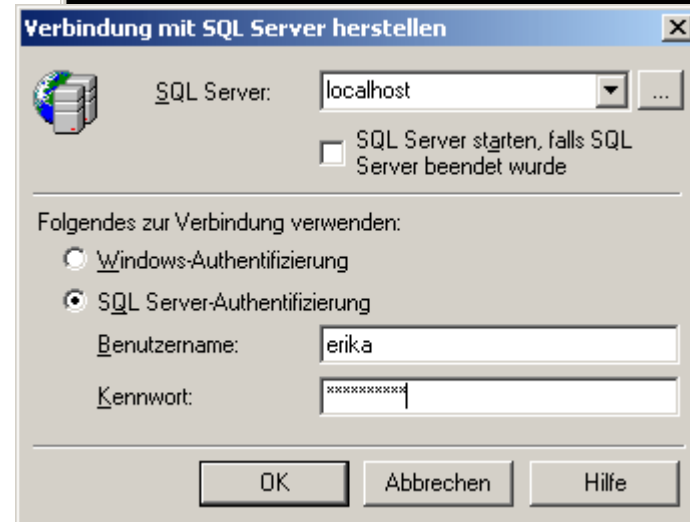 Verbindung mit SQL Server herstellen
SQL Server: localhost ...
SQL Server starten, falls SQL
Server beendet wurde
Folgendes zur Verbindung verwenden:
Windows-Authentifizierung
SQL Server-Authentifizierung
Benutzername: erika
Kennwort: **********
OK Abbrechen Hilfe